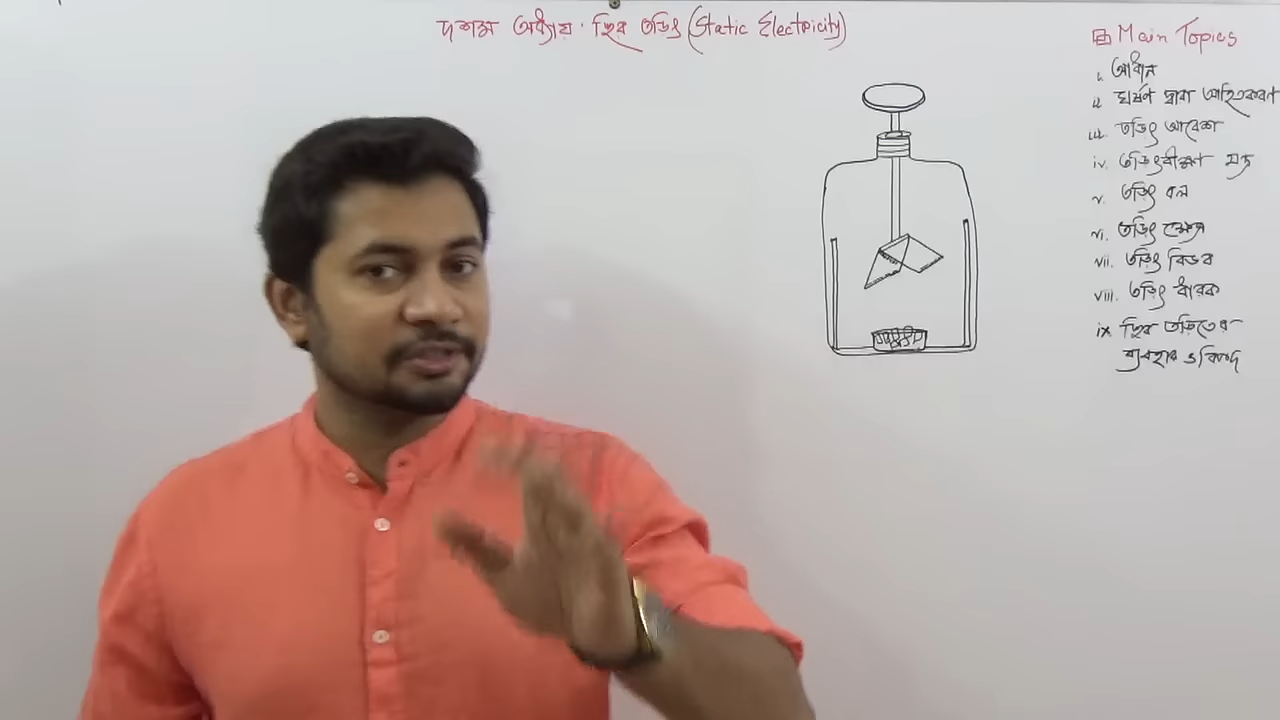 দশম অধ্যায়: স্থির তড়িৎ (Static Electricity)
Main Topics
i. আধান
ii. ঘর্ষণ দ্বারা আহিতকরণ
iii. তড়িৎ আবেশ
iv. তড়িৎবীক্ষণ যন্ত্র
v. তড়িৎ বল
vi. তড়িৎ ক্ষেত্র
vii. তড়িৎ বিভব
viii. তড়িৎ ধারক
ix স্থির তড়িতের
ব্যবহার ও বিপদ